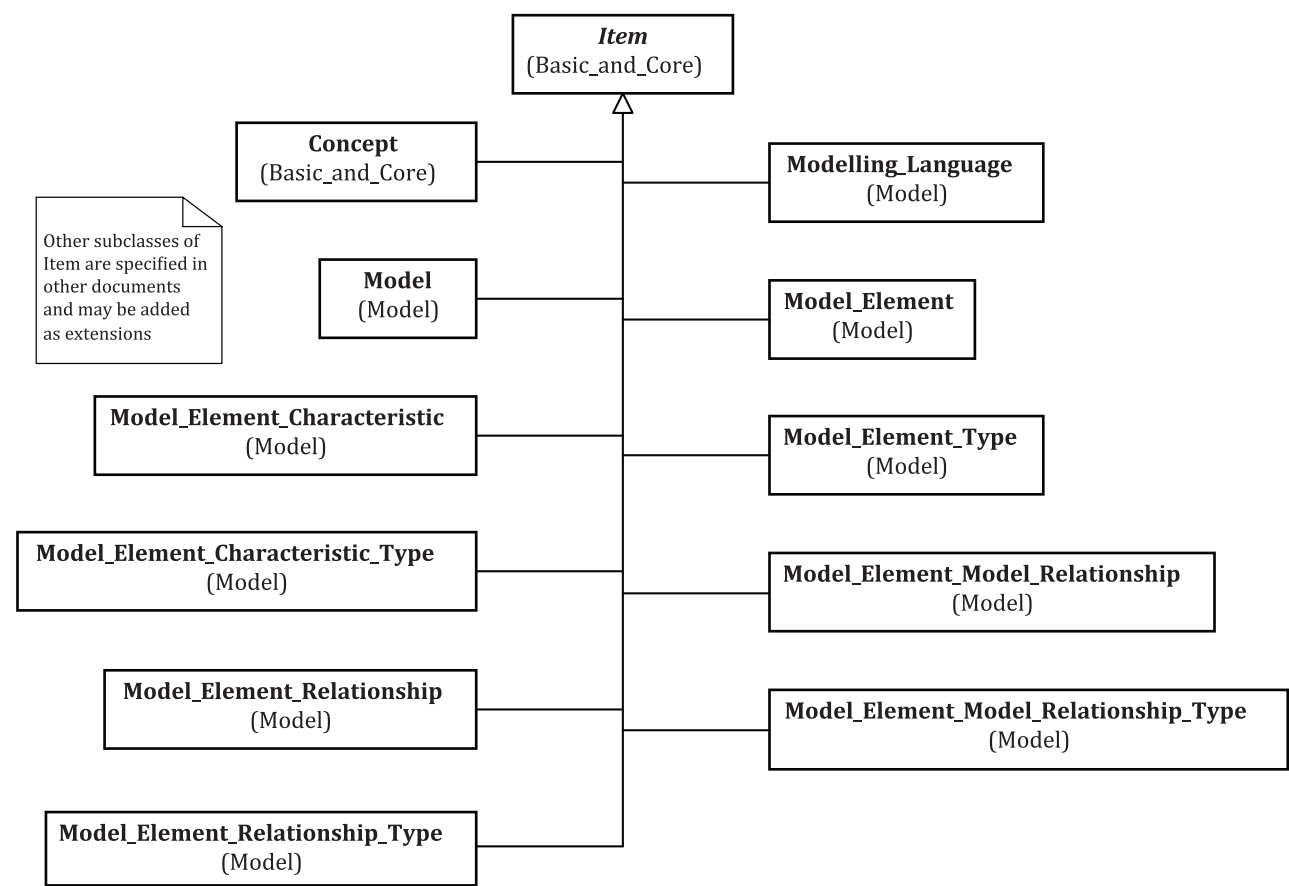 Item
(Basic_and_Core)
Concept
(Basic_and_Core)
Modelling_Language
(Model)
Other subclasses of
Item are specified in
other documents
and may be added
as extensions
Model
(Model)
Model_Element
(Model)
Model_Element_Characteristic
(Model)
Model_Element_Type
(Model)
Model_Element_Characteristic_Type
(Model)
Model_Element_Model_Relationship
(Model)
Model_Element_Relationship
(Model)
Model_Element_Model_Relationship_Type
(Model)
Model_Element_Relationship_Type
(Model)